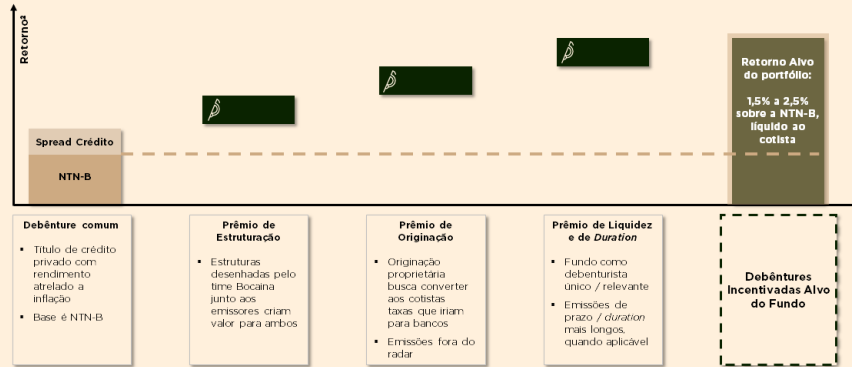 Retorno²
Spread Crédito
NTN-B
Retorno Alvo
do portfólio:
1,5% a 2,5%
sobre a NTN-B,
líquido ao
cotista
Debênture comum
▪ Título de crédito
privado com
rendimento
atrelado a
inflação
▪ Base é NTN-B
Prêmio de
Estruturação
▪ Estruturas
desenhadas pelo
time Bocaina
junto aos
emissores criam
valor para ambos
Prêmio de
Originação
▪ Originação
proprietária
busca converter
aos cotistas
taxas que iriam
para bancos
▪ Emissões fora do
radar
Prêmio de Liquidez
e de Duration
▪ Fundo como
debenturista
único / relevante
▪ Emissões de
prazo / duration
mais longos,
quando aplicável
Debêntures
Incentivadas Alvo
do Fundo